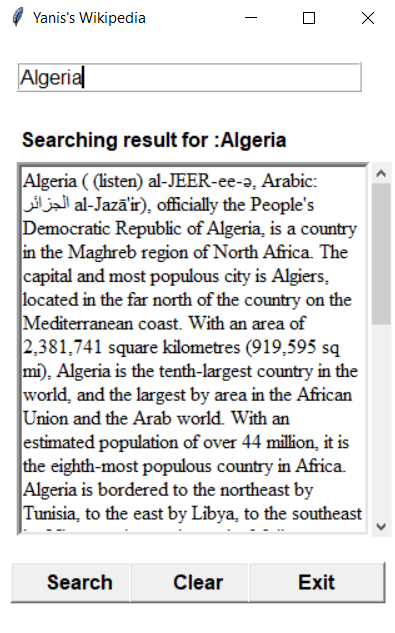 Yanis's Wikipedia
Algeria
Searching result for :Algeria
Algeria ( (listen) al-JEER-ee-ə, Arabic:
الجزائر al-Jazā'ir), officially the People's
Democratic Republic of Algeria, is a country
in the Maghreb region of North Africa. The
capital and most populous city is Algiers,
located in the far north of the country on the
Mediterranean coast. With an area of
2,381,741 square kilometres (919,595 sq
mi), Algeria is the tenth-largest country in the
world, and the largest by area in the African
Union and the Arab world. With an
estimated population of over 44 million, it is
the eighth-most populous country in Africa.
Algeria is bordered to the northeast by
Tunisia, to the east by Libya, to the southeast
Search Clear Exit